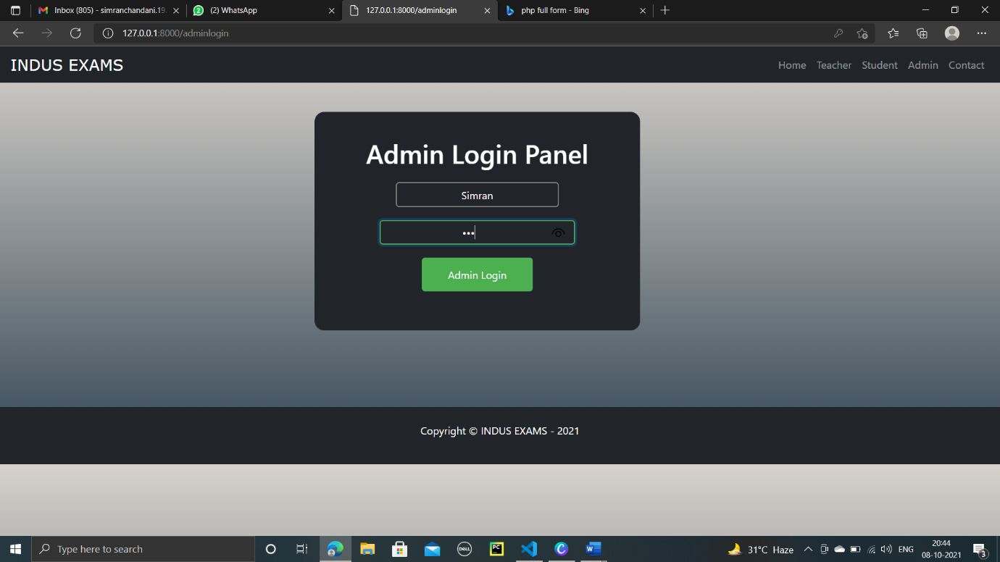 Inbox (805) - simranchandani.19
(2) WhatsApp
127.0.0.1:8000/adminlogin
php full form - Bing
127.0.0.1:8000/adminlogin
INDUS EXAMS
Home Teacher Student Admin Contact
Admin Login Panel
Simran
•••
Admin Login
Copyright © INDUS EXAMS - 2021
Type here to search
DELL
PC
31°C Haze
ENG
20:44
08-10-2021
3